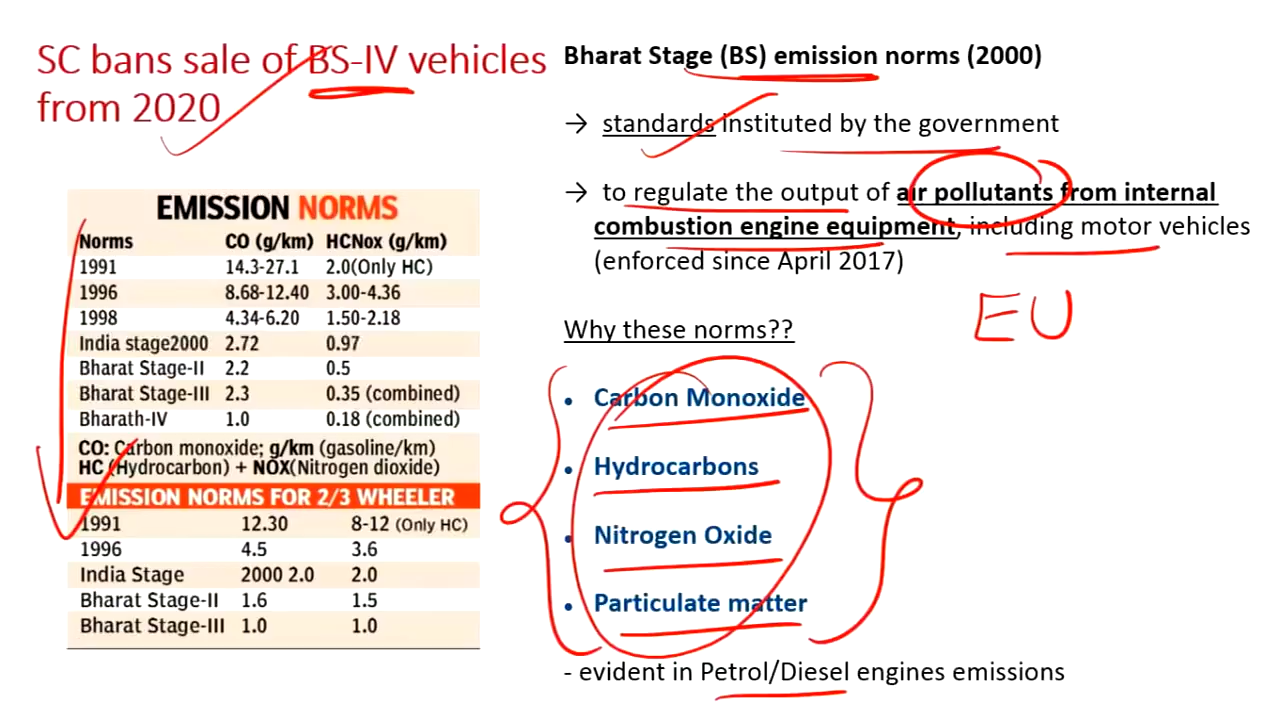 SC bans sale of BS-IV vehicles
from 2020
EMISSION NORMS
Norms CO (g/km) HCNox (g/km)
1991 14.3-27.1 2.0(Only HC)
1996 8.68-12.40 3.00-4.36
1998 4.34-6.20 1.50-2.18
India stage2000 2.72 0.97
Bharat Stage-II 2.2 0.5
Bharat Stage-III 2.3 0.35 (combined)
Bharath-IV 1.0 0.18 (combined)
CO: Carbon monoxide; g/km (gasoline/km)
HC (Hydrocarbon) + NOX(Nitrogen dioxide)
EMISSION NORMS FOR 2/3 WHEELER
1991 12.30 8-12 (Only HC)
1996 4.5 3.6
India Stage 2000 2.0 2.0
Bharat Stage-II 1.6 1.5
Bharat Stage-III 1.0 1.0
Bharat Stage (BS) emission norms (2000)
→ standards instituted by the government
→ to regulate the output of air pollutants from internal
combustion engine equipment, including motor vehicles
(enforced since April 2017)
EU
Why these norms??
• Carbon Monoxide
• Hydrocarbons
• Nitrogen Oxide
• Particulate matter
- evident in Petrol/Diesel engines emissions